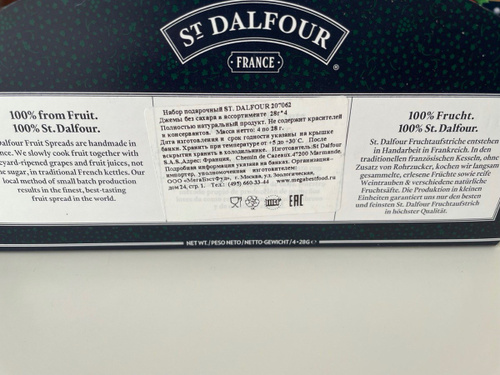 ST DALFOUR
FRANCE
®
100% from Fruit.
100% St. Dalfour.
Dalfour Fruit Spreads are handmade in
We slowly cook fruit together with
-ripened grapes and fruit juices, not
sugar, in traditional French kettles. Our
local method of small batch production
results in the finest, best-tasting
fruit spread in the world.
Набор подарочный ST. DALFOUR 207062
Джемы без сахара в ассортименте 28г*4
Полностью натуральный продукт. Не содержит красителей
и консервантов. Масса нетто: 4 по 28 г.
Дата изготовления и срок годности указаны на крышке
банки. Хранить при температуре от +5 до +30°С. После
вскрытия хранить в холодильнике. Изготовитель: St Dalfour
S.A.S. Адрес: Франция, Chemin de Cazeaux 47200 Marmande.
Подробная информация указана на банках. Организация-
импортер, уполномоченная изготовителем:
ООО «МегаБестФуд», г. Москва, ул. Зоологическая,
дом 24, стр. 1. Тел.: (495) 660-33-44 www.megabestfood.ru
EAC
100% Frucht.
100% St. Dalfour.
St. Dalfour Fruchtaufstriche entstehen
in Handarbeit in Frankreich. In den
traditionellen französischen Kesseln, ohne
Zusatz von Rohrzucker, kochen wir langsam
gesammelte, erlesene Früchte sowie reife
Weintrauben & verschiedene natürliche
Fruchtsäfte. Die Produktion in kleinen
Einheiten garantiert uns nur den besten
und feinsten St. Dalfour Fruchtaufstrich
in höchster Qualität.
NET WT./PESO NETO/NETTO-GEWICHT/4×28G ℮